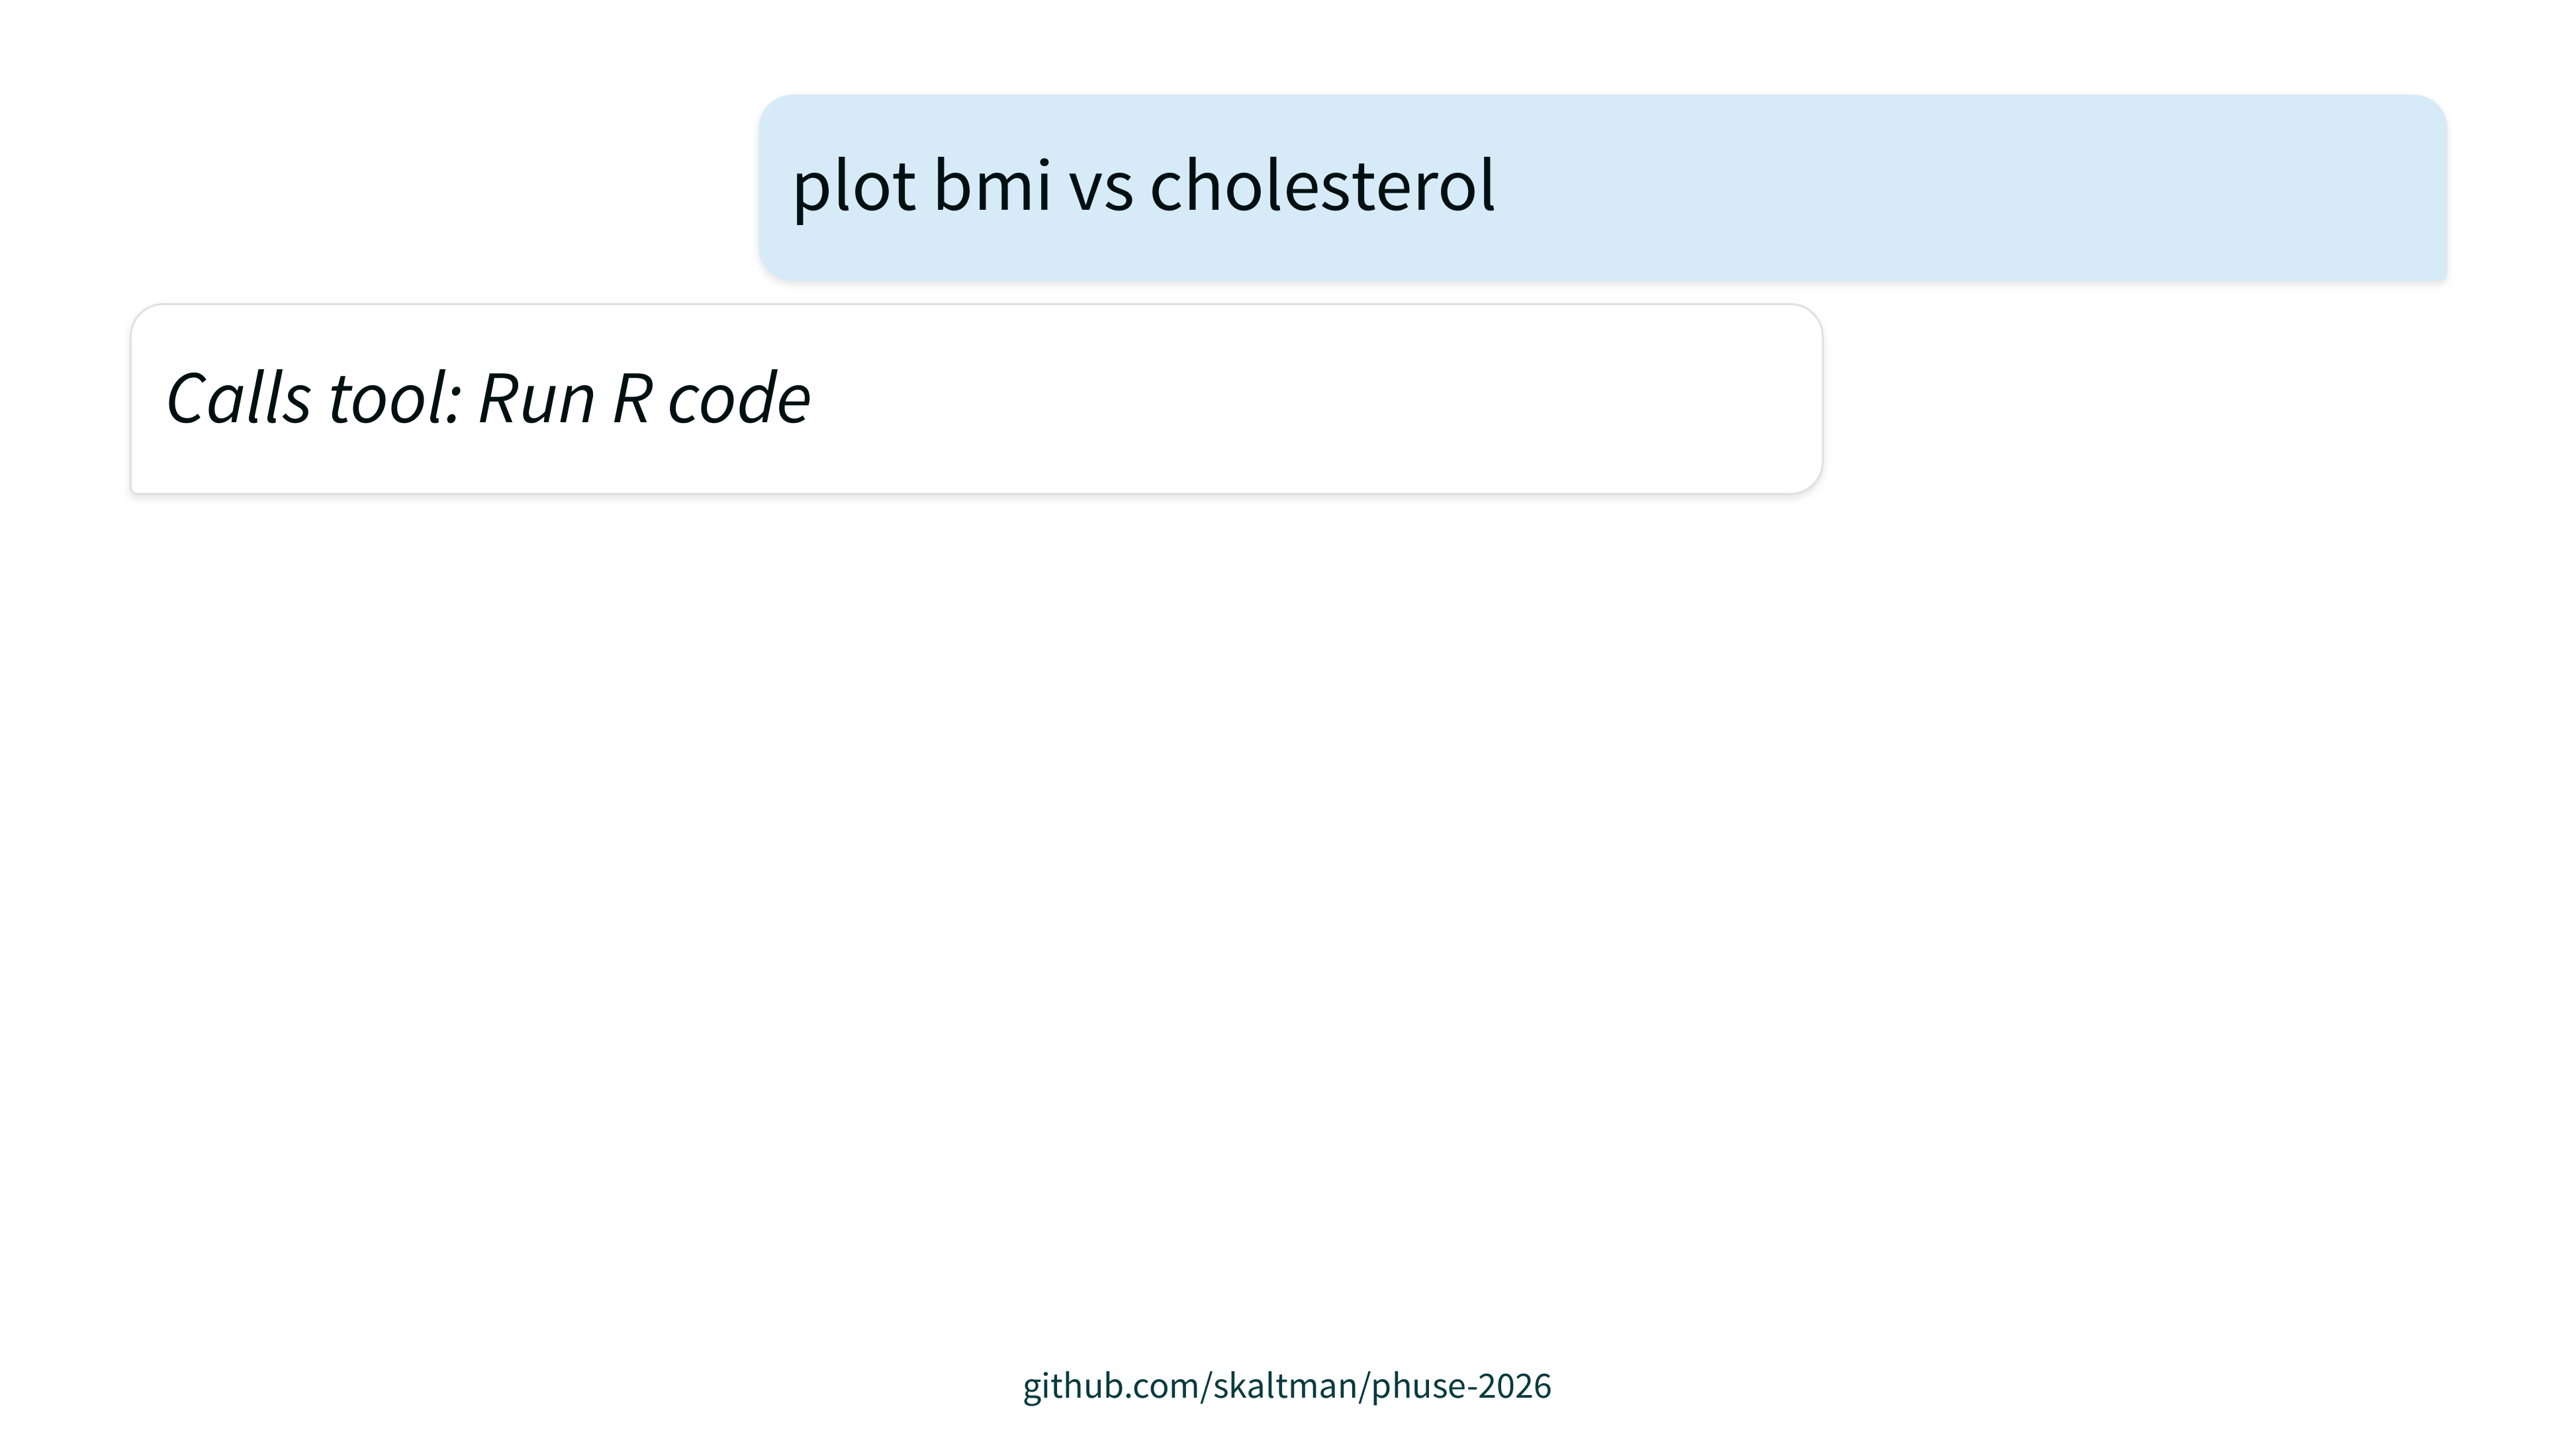 plot bmi vs cholesterol
Calls tool: Run R code
github.com/skaltman/phuse-2026